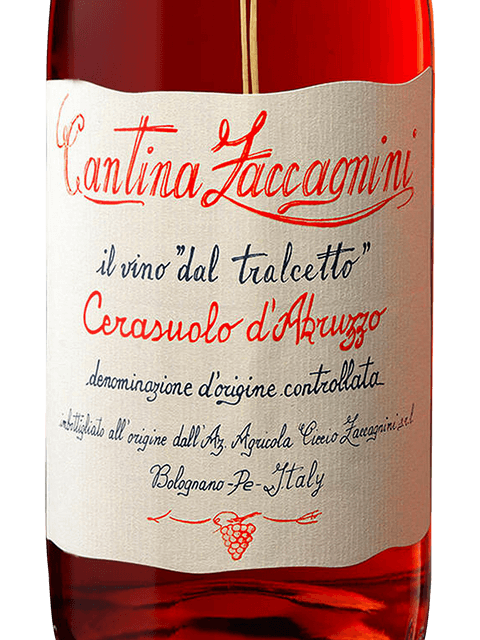 Cantina Zaccagnini
il vino "dal tralcetto"
Cerasuolo d'Abruzzo
denominazione d'origine controllata
imbottigliato all'origine dall'Az. Agricola "Ciccio Zaccagnini" s.r.l
Bolognano-Pe-Italy